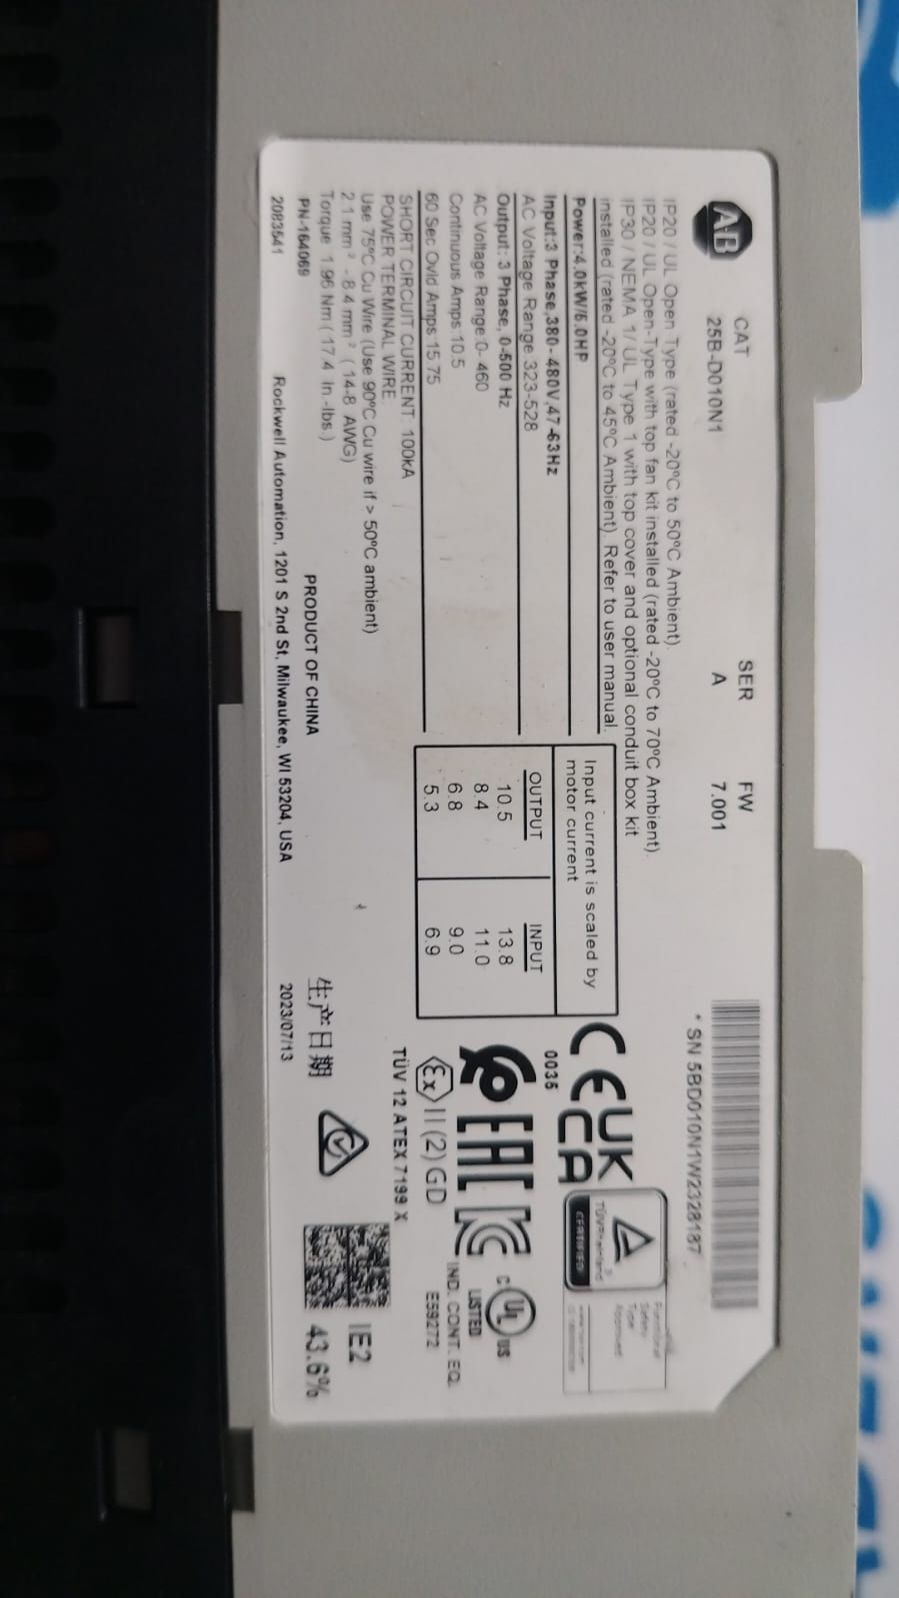 AB
CAT
SER
FW
25B-D010N1
A
7.001
* SN 5BD010N1W2328187
IP20 / UL Open Type (rated -20°C to 50°C Ambient).
IP20 / UL Open-Type with top fan kit installed (rated -20°C to 70°C Ambient).
IP30 / NEMA 1/ UL Type 1 with top cover and optional conduit box kit
installed (rated -20°C to 45°C Ambient). Refer to user manual.
Power:4.0kW/5.0HP
Input:3 Phase,380- 480V,47-63Hz
AC Voltage Range 323-528
Output: 3 Phase, 0-500 Hz
AC Voltage Range:0- 460
Continuous Amps 10.5
60 Sec Ovld Amps 15.75
SHORT CIRCUIT CURRENT: 100kA
POWER TERMINAL WIRE
Use 75°C Cu Wire (Use 90°C Cu wire if > 50°C ambient)
2.1 mm² - 8.4 mm² ( 14-8 AWG)
Torque 1.96 Nm ( 17.4 In.-lbs.)
PN-164069
PRODUCT OF CHINA
2083541
Rockwell Automation, 1201 S 2nd St, Milwaukee, WI 53204, USA
Input current is scaled by
motor current
OUTPUT INPUT
10.5 13.8
8.4 11.0
6.8 9.0
5.3 6.9
CE
UK
CA
0035
TÜVRheinland
CERTIFIED
Functional
Safety
Type
Approved
EAC
KC
C UL US
LISTED
IND. CONT. EQ.
E59272
Ex II (2) GD
TÜV 12 ATEX 7199 X
生产日期
2023/07/13
IE2
43.6%